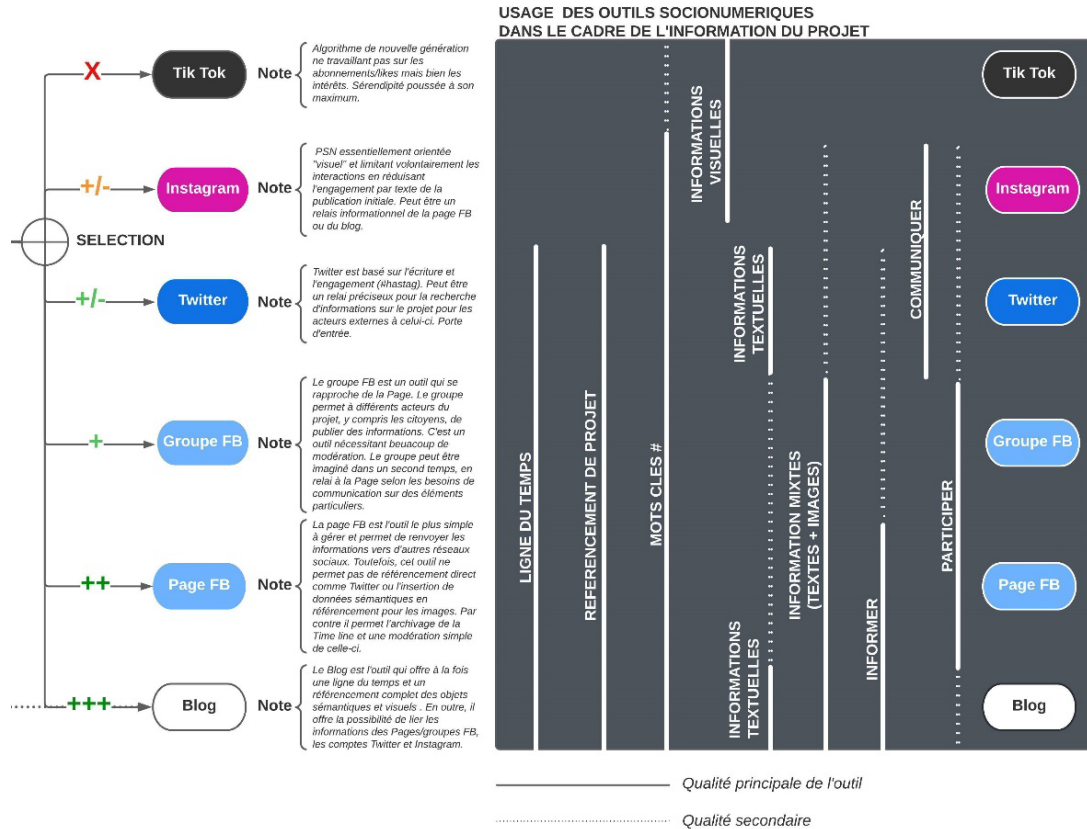 USAGE  DES OUTILS SOCIONUMERIQUES
DANS LE CADRE DE L'INFORMATION DU PROJET
SELECTION
X
Tik Tok
Note
Algorithme de nouvelle génération
ne travaillant pas sur les
abonnements/likes mais bien les
intérêts. Sérendipité poussée à son
maximum.
+/-
Instagram
Note
PSN essentiellement orientée
"visuel" et limitant volontairement les
interactions en réduisant
l'engagement par texte de la
publication initiale. Peut être un
relais informationnel de la page FB
ou du blog.
+/-
Twitter
Note
Twitter est basé sur l'écriture et
l'engagement (#hastag). Peut être
un relai préciseux pour la recherche
d'informations sur le projet pour les
acteurs externes à celui-ci. Porte
d'entrée.
+
Groupe FB
Note
Le groupe FB est un outil qui se
rapproche de la Page. Le groupe
permet à différents acteurs du
projet, y compris les citoyens, de
publier des informations. C'est un
outil nécessitant beuacoup de
modération. Le groupe peut être
imaginé dans un second temps, en
relai à la Page selon les besoins de
communication sur des éléments
particuliers.
++
Page FB
Note
La page FB est l'outil le plus simple
à gérer et permet de renvoyer les
informations vers d'autres réseaux
sociaux. Toutefois, cet outil ne
permet pas de référencement direct
comme Twitter ou l'insertion de
données sémantiques en
référencement pour les images. Par
contre il permet l'archivage de la
Time line et une modération simple
de celle-ci.
+++
Blog
Note
Le Blog est l'outil qui offre à la fois
une ligne du temps et un
référencement complet des objets
sémantiques et visuels . En outre, il
offre la possibilité de lier les
informations des Pages/groupes FB,
les comptes Twitter et Instagram.
LIGNE DU TEMPS
REFERENCEMENT DE PROJET
MOTS CLES #
INFORMATIONS
VISUELLES
INFORMATIONS
TEXTUELLES
INFORMATIONS
TEXTUELLES
INFORMATION MIXTES
(TEXTES + IMAGES)
INFORMER
COMMUNIQUER
PARTICIPER
Tik Tok
Instagram
Twitter
Groupe FB
Page FB
Blog
Qualité principale de l'outil
Qualité secondaire